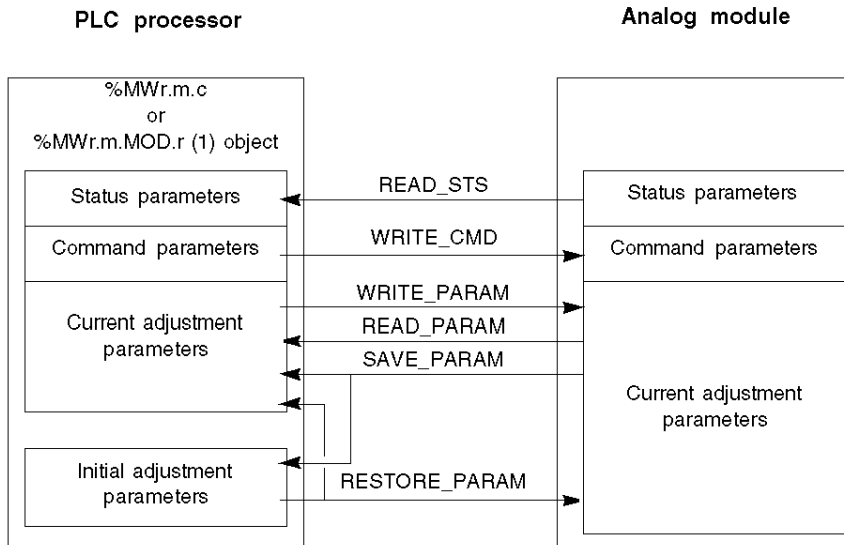 PLC processor
Analog module
%MWr.m.c
or
%MWr.m.MOD.r (1) object
Status parameters
READ_STS
Status parameters
Command parameters
WRITE_CMD
Command parameters
WRITE_PARAM
Current adjustment
parameters
READ_PARAM
SAVE_PARAM
Current adjustment
parameters
Initial adjustment
parameters
RESTORE_PARAM